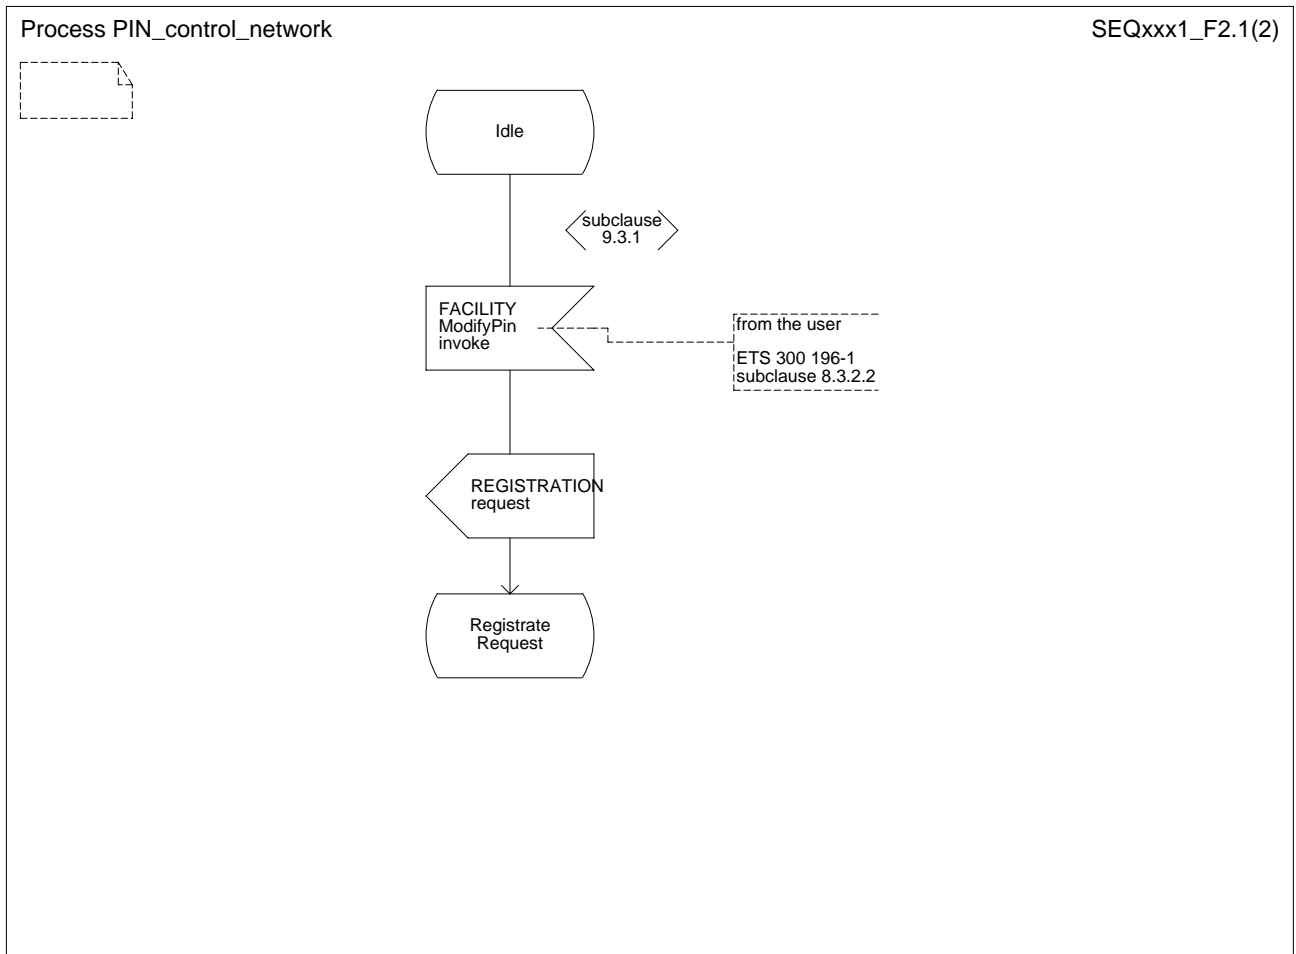 Process PIN_control_network
SEQxxx1_F2.1(2)
Idle
subclause
9.3.1
FACILITY
ModifyPin
invoke
from the user
ETS 300 196-1
subclause 8.3.2.2
REGISTRATION
request
Registrate
Request